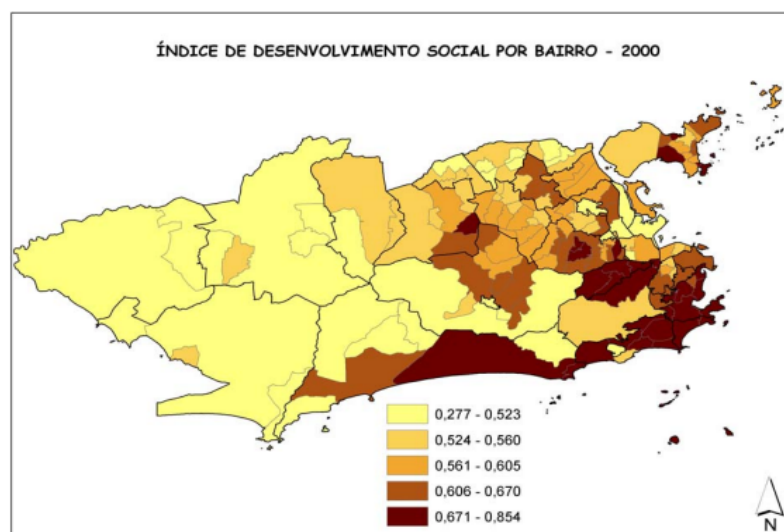 ÍNDICE DE DESENVOLVIMENTO SOCIAL POR BAIRRO - 2000
0,277 - 0,523
0,524 - 0,560
0,561 - 0,605
0,606 - 0,670
0,671 - 0,854
N